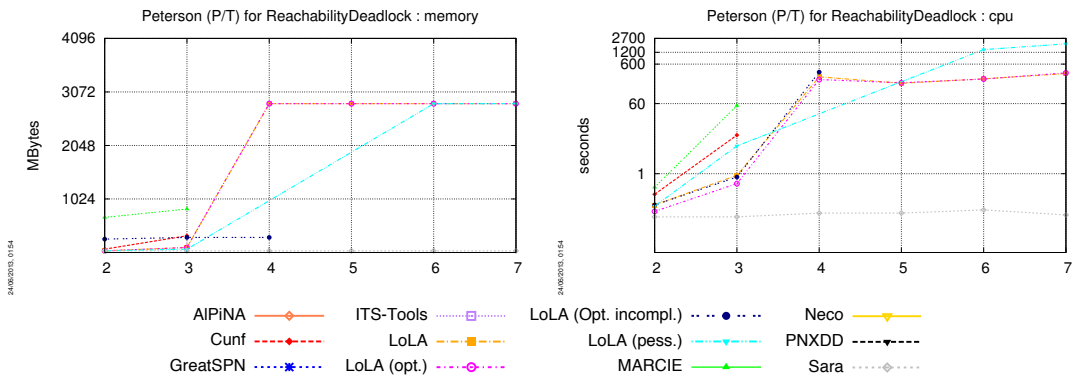 Peterson (P/T) for ReachabilityDeadlock : memory
4096
3072
2048
1024
MBytes
2 3 4 5 6 7
24/06/2013, 01:54
Peterson (P/T) for ReachabilityDeadlock : cpu
2700
1200
600
60
1
seconds
2 3 4 5 6 7
24/06/2013, 01:54
AlPiNA ITS-Tools LoLA (Opt. incompl.) Neco
Cunf LoLA LoLA (pess.) PNXDD
GreatSPN LoLA (opt.) MARCIE Sara